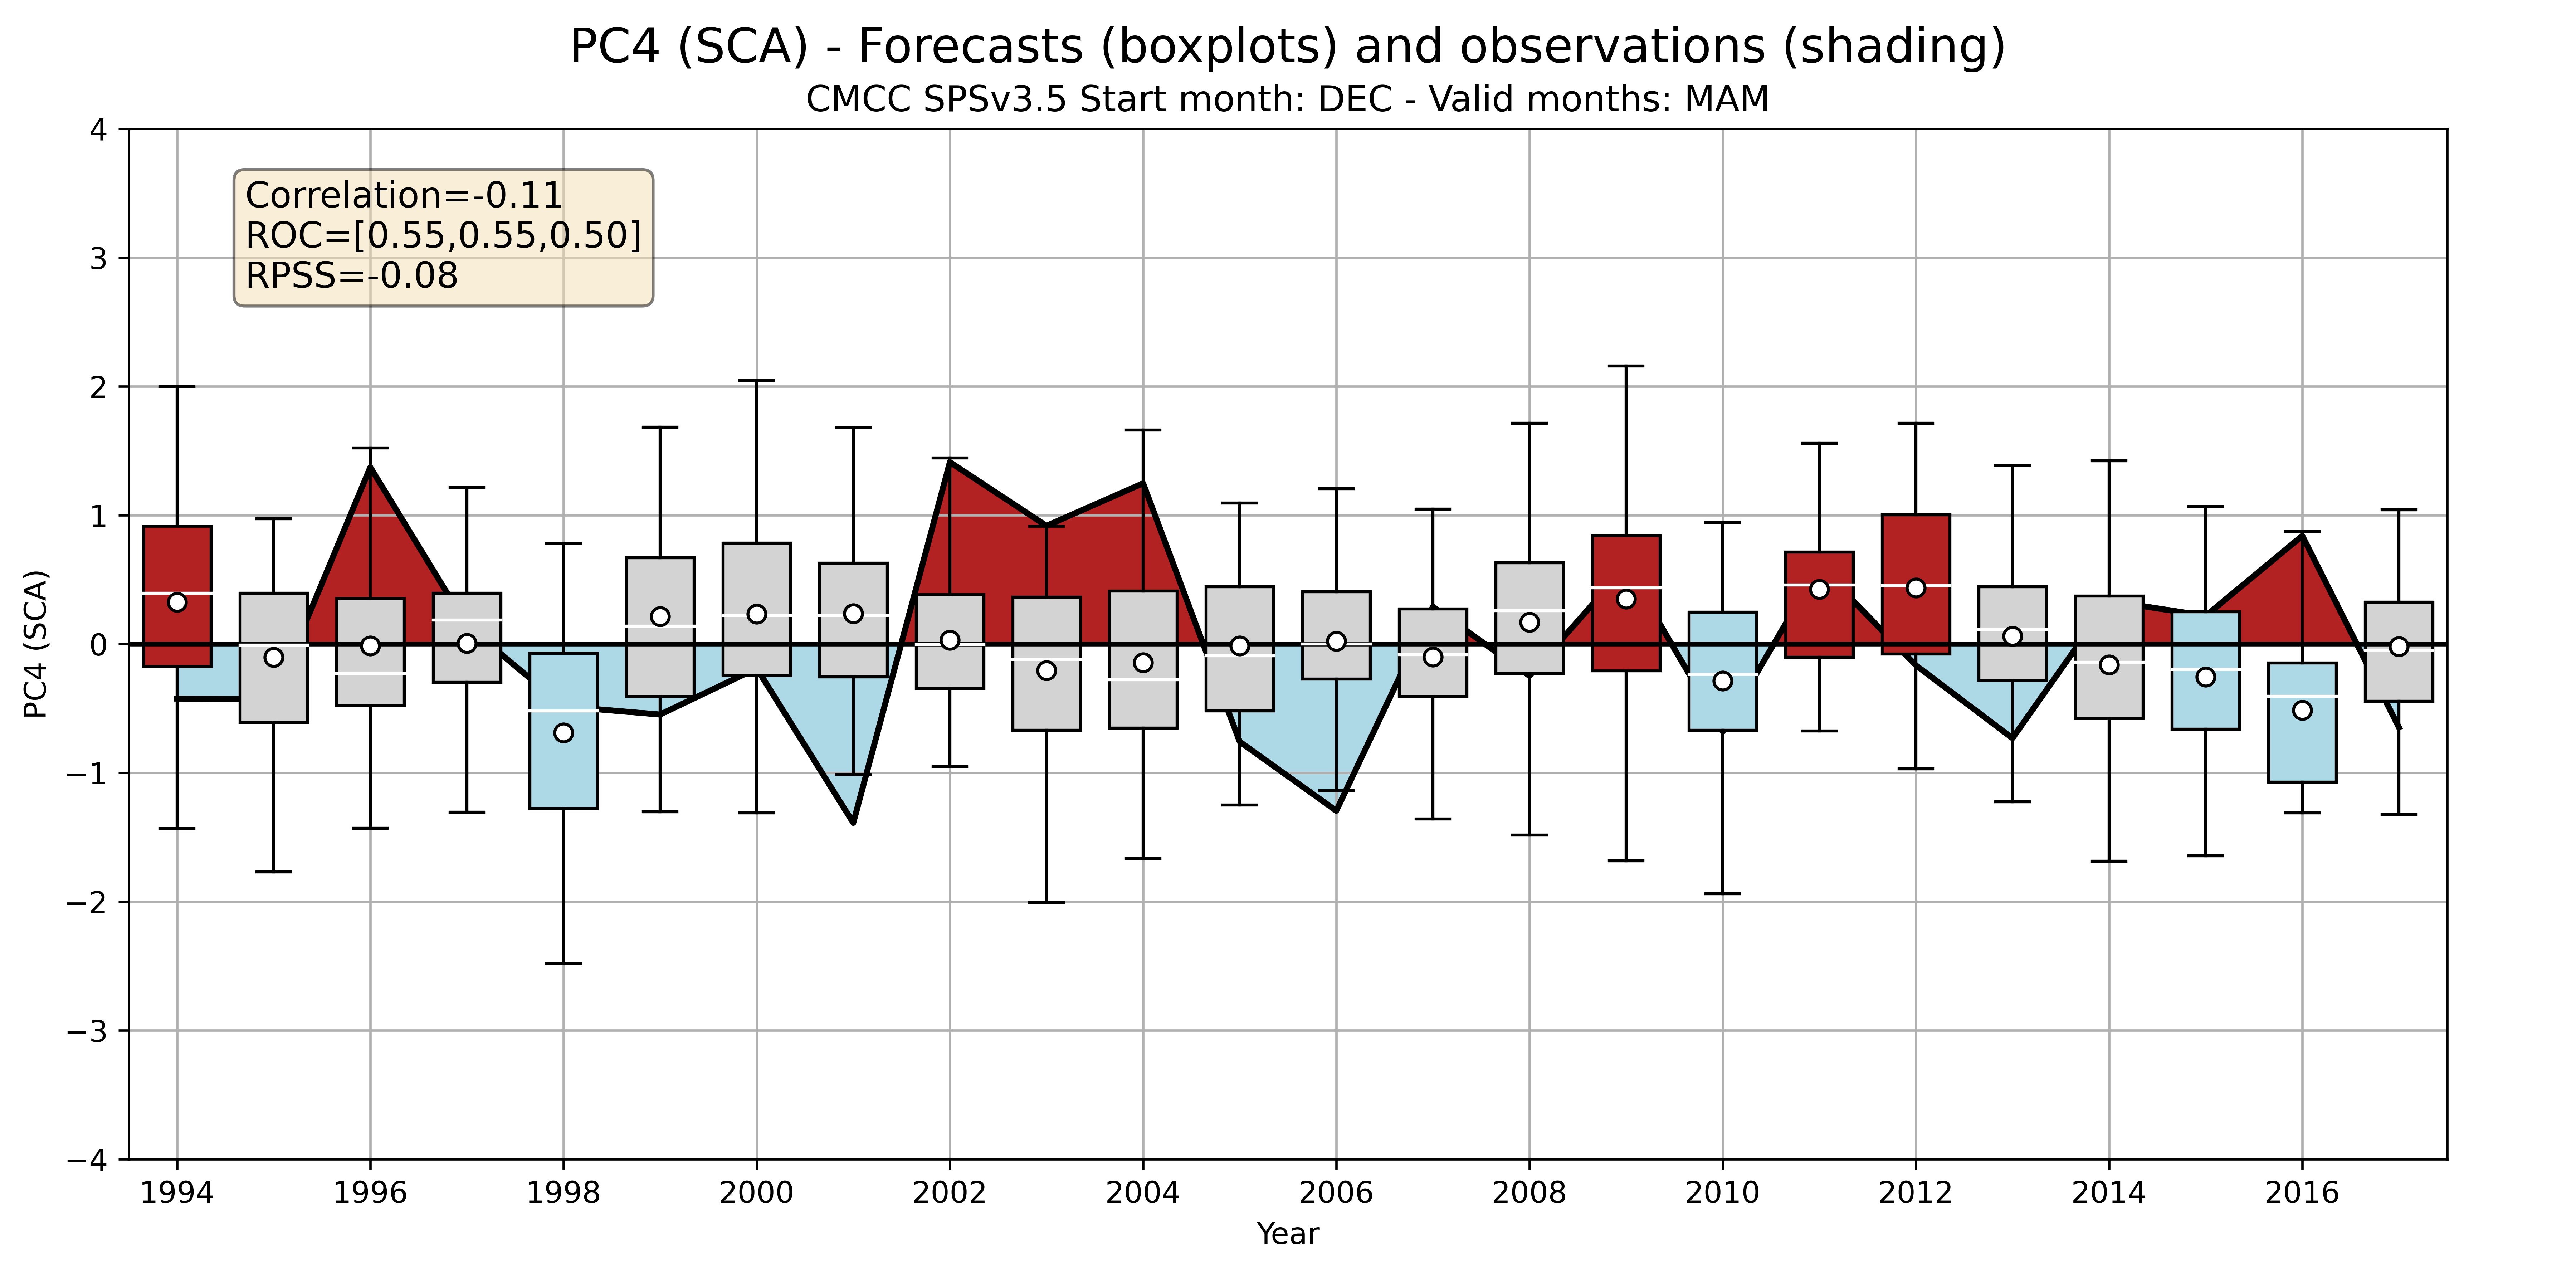 PC4 (SCA) - Forecasts (boxplots) and observations (shading)
CMCC SPSv3.5 Start month: DEC - Valid months: MAM
Correlation=-0.11
ROC=[0.55,0.55,0.50]
RPSS=-0.08
PC4 (SCA)
4
3
2
1
0
−1
−2
−3
−4
1994 1996 1998 2000 2002 2004 2006 2008 2010 2012 2014 2016
Year